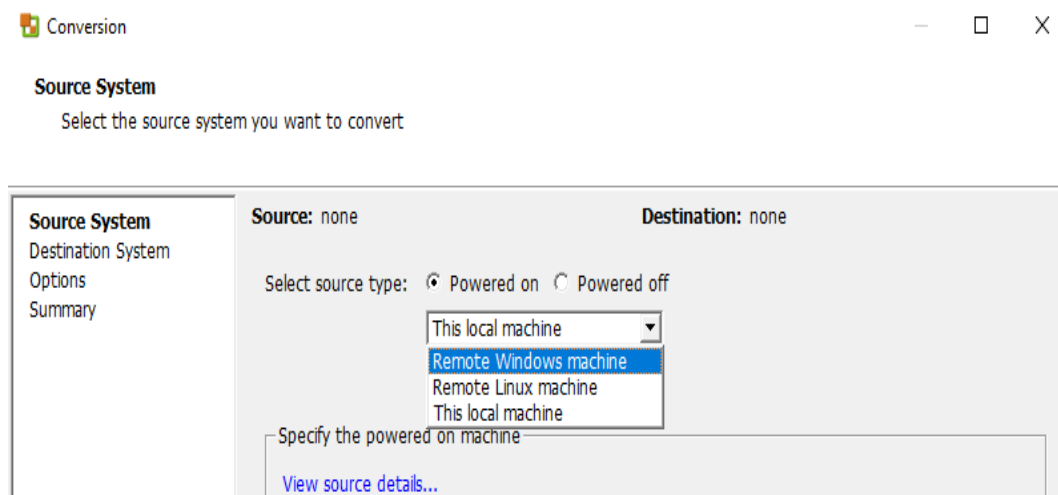 Conversion
Source System
Select the source system you want to convert
Source System
Destination System
Options
Summary
Source: none Destination: none
Select source type: Powered on Powered off
This local machine
Remote Windows machine
Remote Linux machine
This local machine
Specify the powered on machine
View source details...